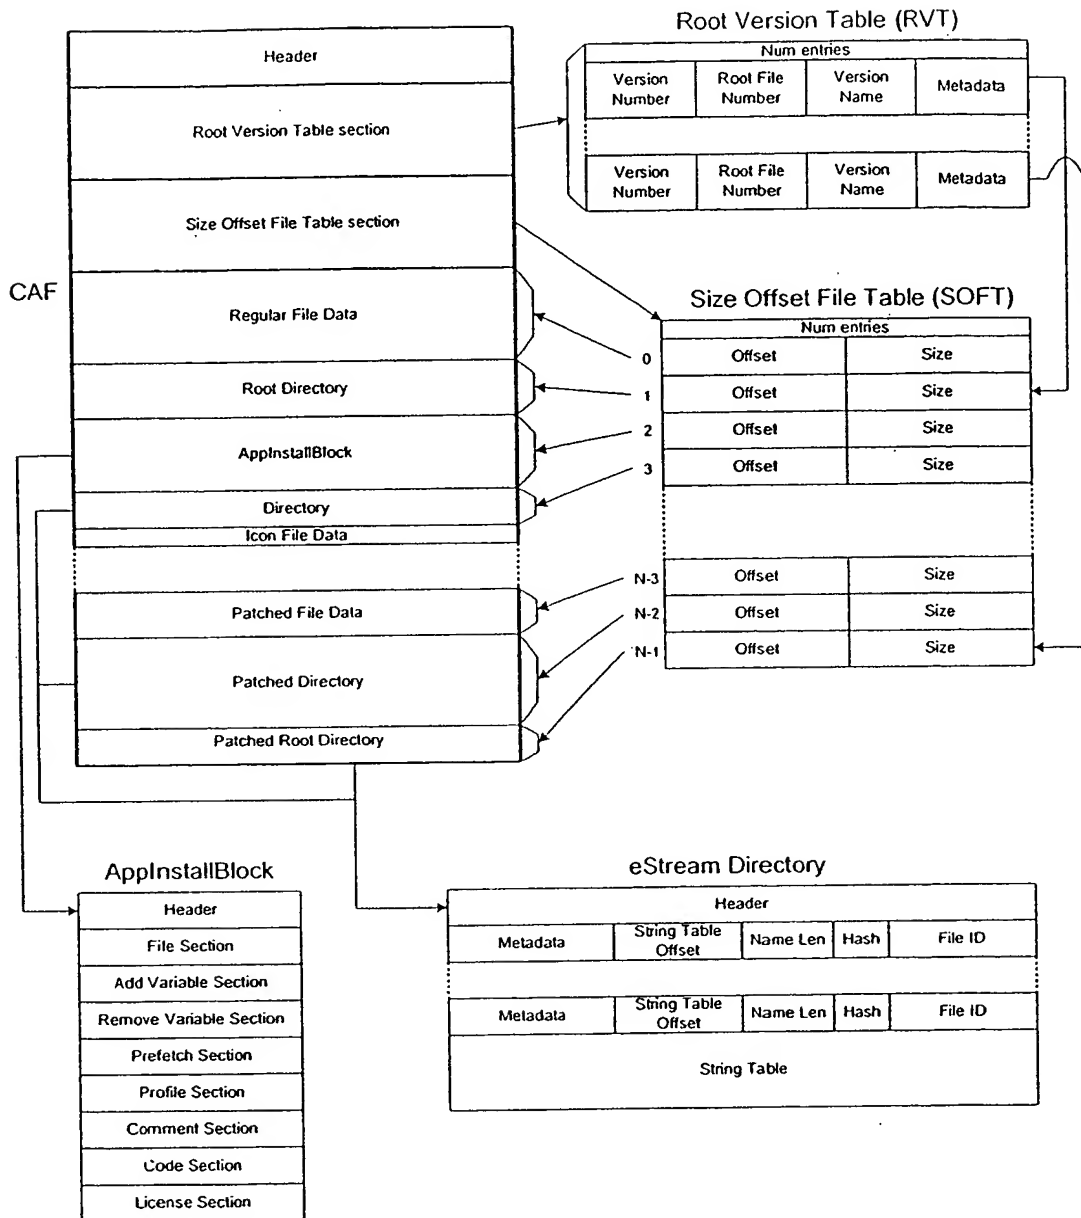 Root Version Table (RVT)
Num entries
Version Number
Root File Number
Version Name
Metadata
Version Number
Root File Number
Version Name
Metadata
CAF
Header
Root Version Table section
Size Offset File Table section
Regular File Data
Root Directory
AppInstallBlock
Directory
Icon File Data
Patched File Data
Patched Directory
Patched Root Directory
Size Offset File Table (SOFT)
Num entries
0
Offset
Size
1
Offset
Size
2
Offset
Size
3
Offset
Size
N-3
Offset
Size
N-2
Offset
Size
N-1
Offset
Size
AppInstallBlock
Header
File Section
Add Variable Section
Remove Variable Section
Prefetch Section
Profile Section
Comment Section
Code Section
License Section
eStream Directory
Header
Metadata
String Table Offset
Name Len
Hash
File ID
Metadata
String Table Offset
Name Len
Hash
File ID
String Table